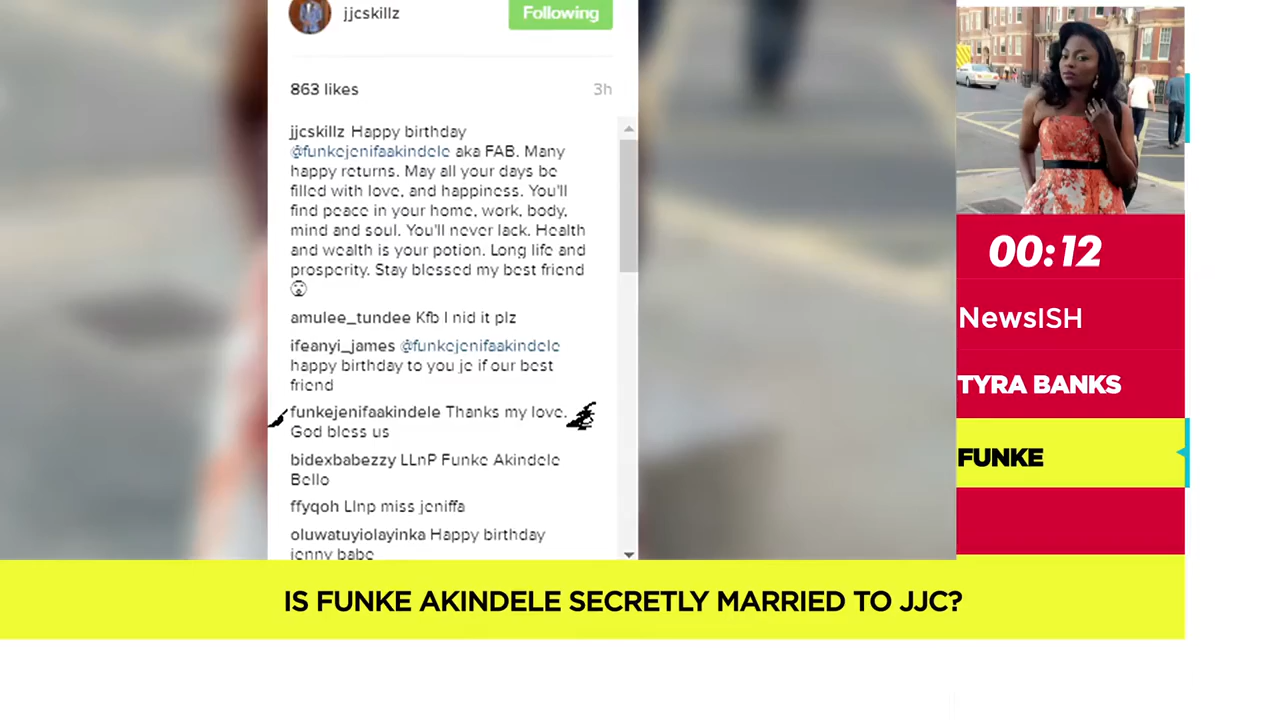 jjcskillz
Following
863 likes
3h
jjcskillz Happy birthday
@funkejenifaakindele aka FAB. Many
happy returns. May all your days be
filled with love, and happiness. You'll
find peace in your home, work, body,
mind and soul. You'll never lack. Health
and wealth is your potion. Long life and
prosperity. Stay blessed my best friend
amulee_tundee Kfb I nid it plz
ifeanyi_james @funkejenifaakindele
happy birthday to you je if our best
friend
funkejenifaakindele Thanks my love.
God bless us
bidexbabezzy LLnP Funke Akindele
Bello
ffyqoh Llnp miss jeniffa
oluwatuyiolayinka Happy birthday
jenny babe
00:12
NewsISH
TYRA BANKS
FUNKE
IS FUNKE AKINDELE SECRETLY MARRIED TO JJC?